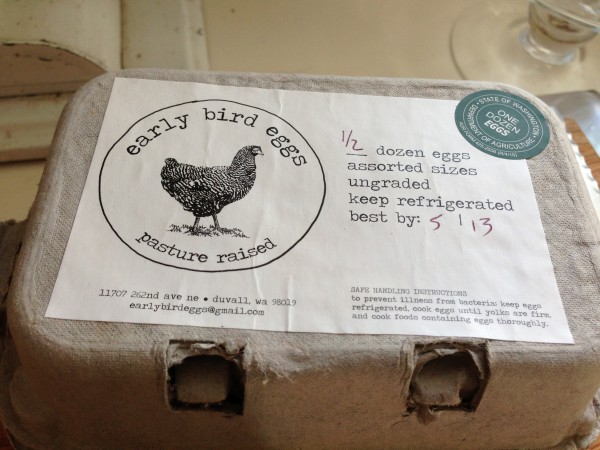 early bird eggs
pasture raised
11707 262nd ave ne • duvall, wa 98019
earlybirdeggs@gmail.com
1/2 dozen eggs
assorted sizes
ungraded
keep refrigerated
best by: 5 / 13
SAFE HANDLING INSTRUCTIONS
to prevent illness from bacteria: keep eggs
refrigerated, cook eggs until yolks are firm,
and cook foods containing eggs thoroughly.
STATE OF WASHINGTON
ONE
DOZEN
EGGS
DEPARTMENT OF AGRICULTURE